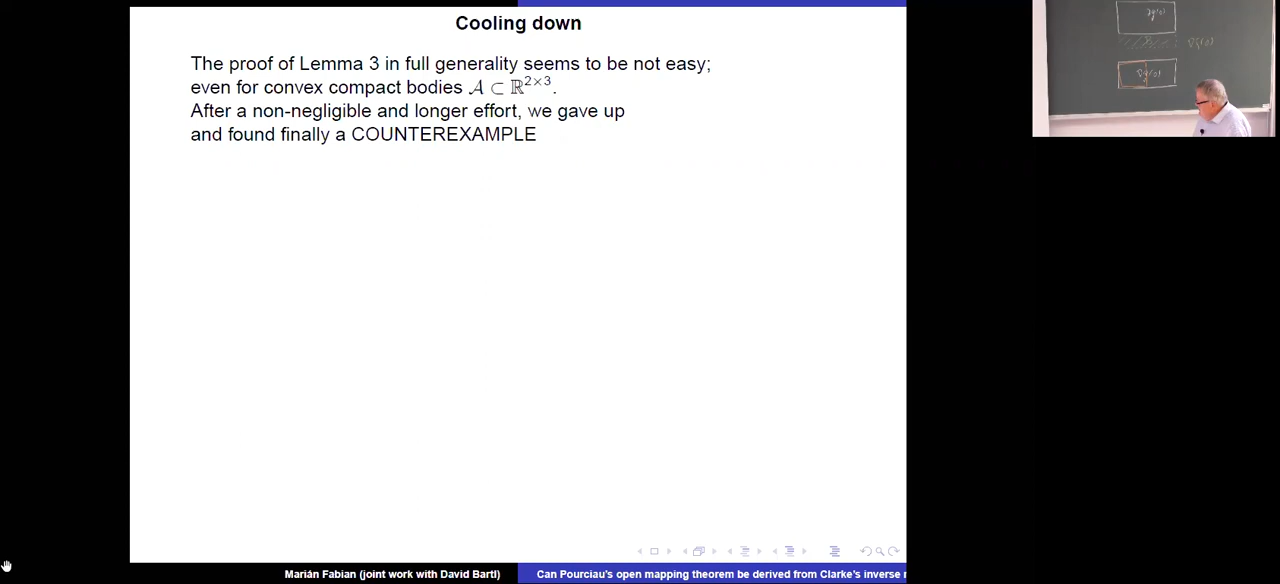 Cooling down
The proof of Lemma 3 in full generality seems to be not easy;
even for convex compact bodies 𝒜 ⊂ ℝ^{2×3}.
After a non-negligible and longer effort, we gave up
and found finally a COUNTEREXAMPLE
Marián Fabian (joint work with David Bartl)
Can Pourciau's open mapping theorem be derived from Clarke's inverse